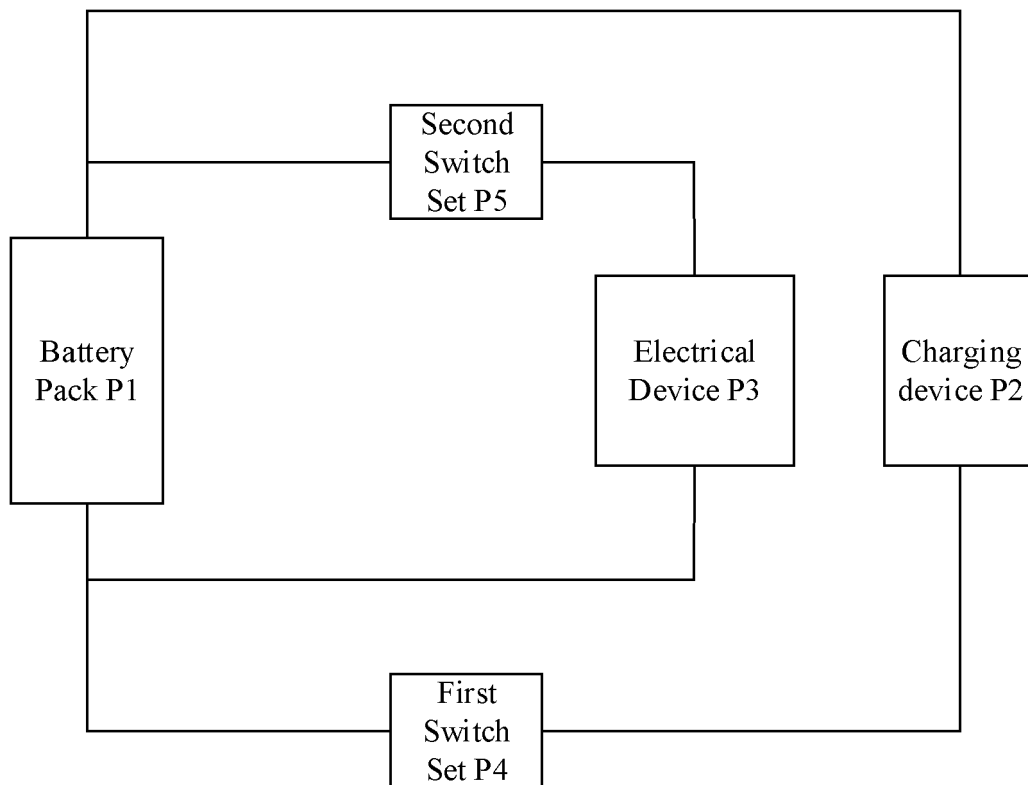 Second
Switch
Set P5
Battery
Pack P1
Electrical
Device P3
Charging
device P2
First
Switch
Set P4